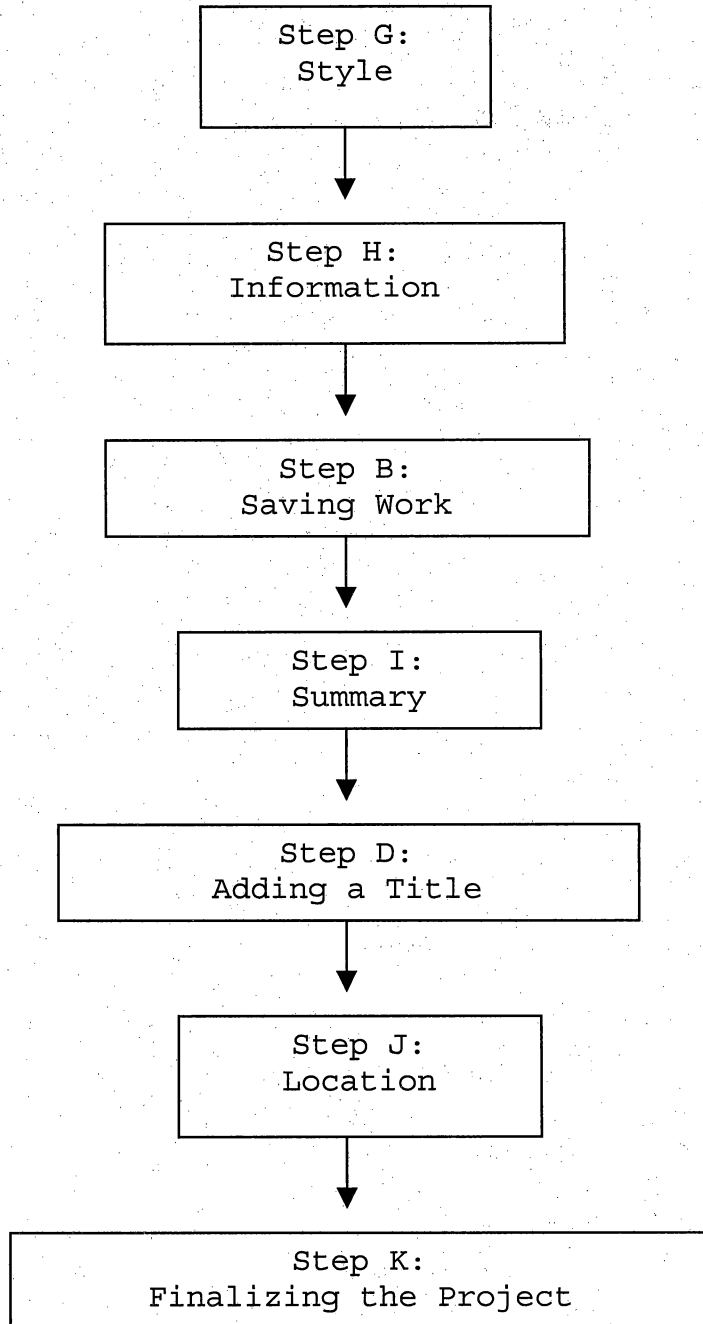 Step G:
Style
Step H:
Information
Step B:
Saving Work
Step I:
Summary
Step D:
Adding a Title
Step J:
Location
Step K:
Finalizing the Project